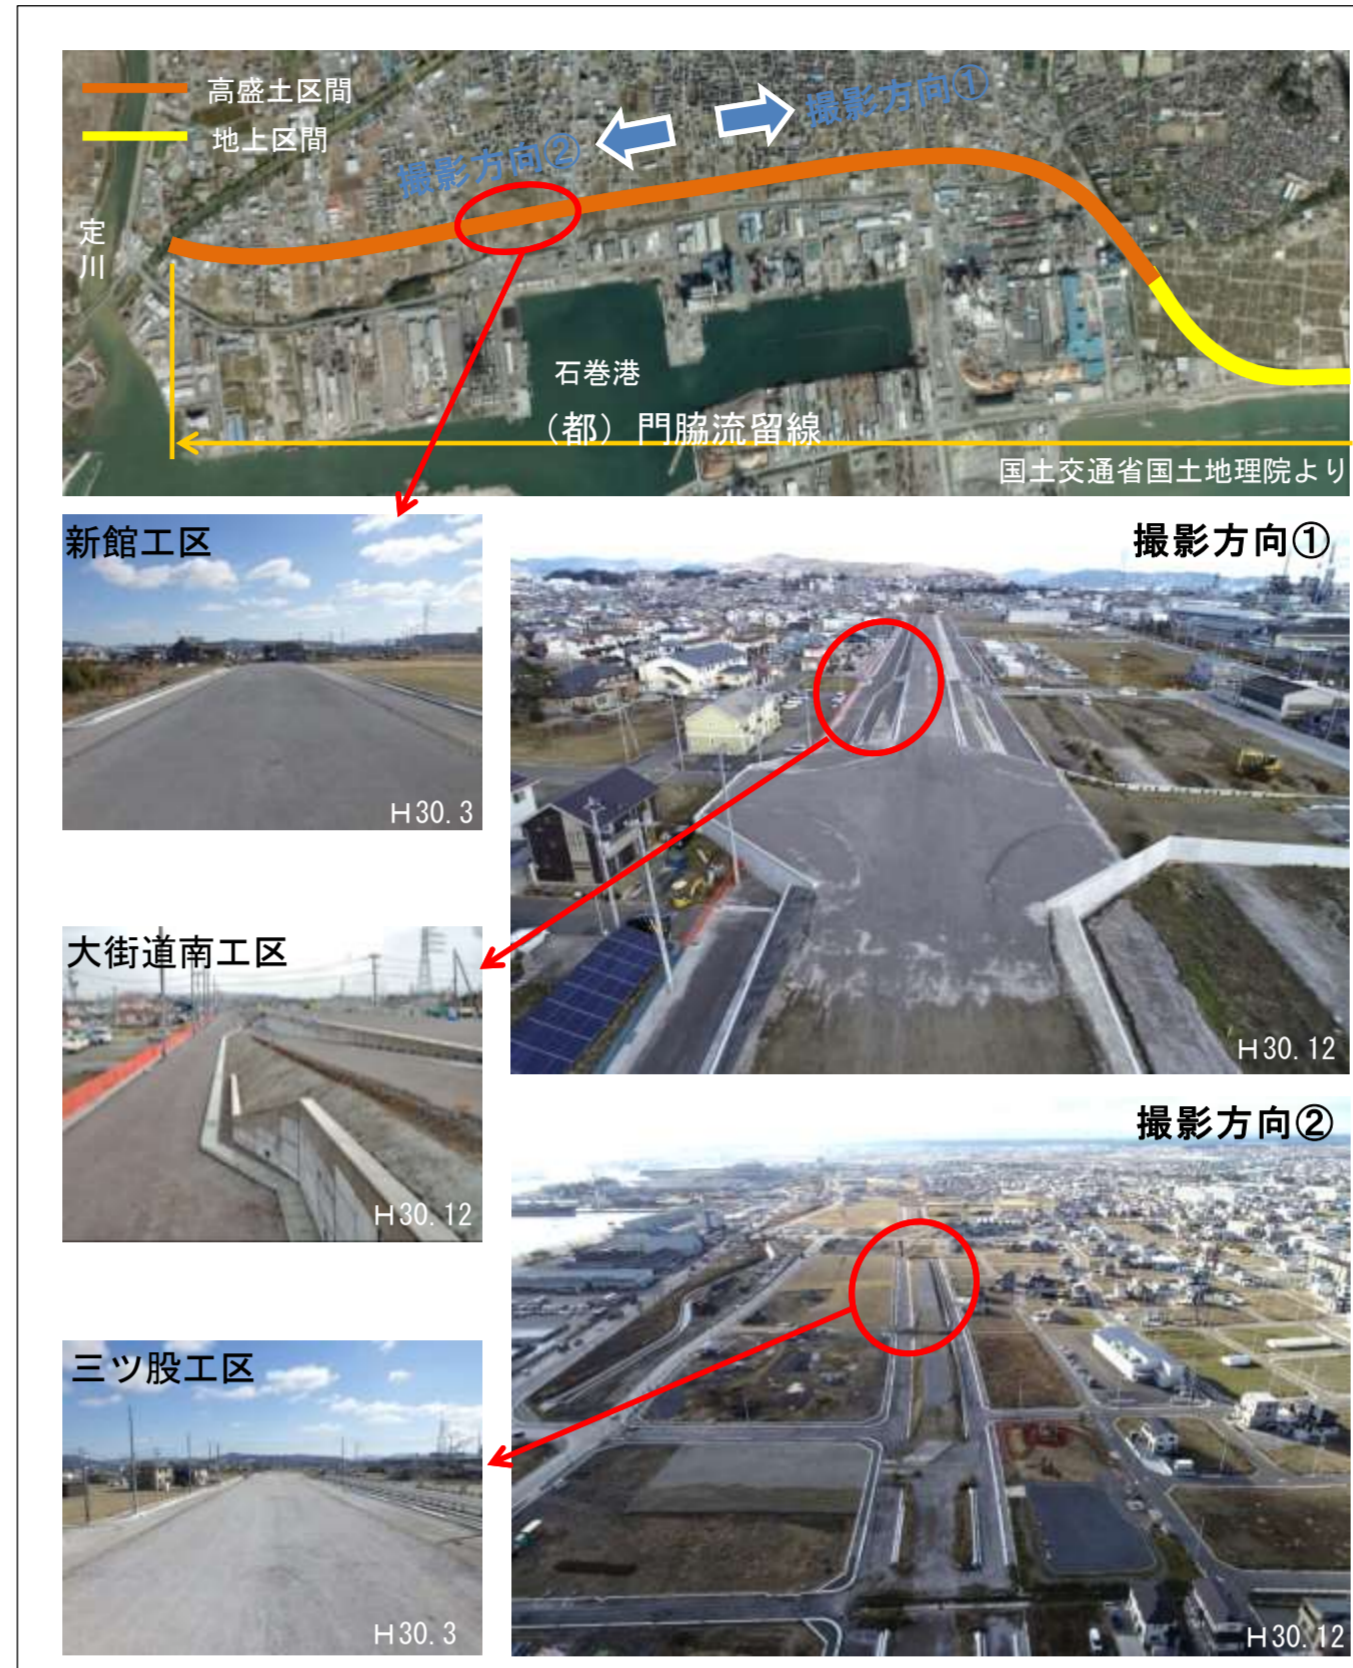 高盛土区間
地上区間
撮影方向①
撮影方向②
定川
石巻港
（都）門脇流留線
国土交通省国土地理院より
新館工区
H30.3
撮影方向①
H30.12
大街道南工区
H30.12
撮影方向②
H30.12
三ツ股工区
H30.3